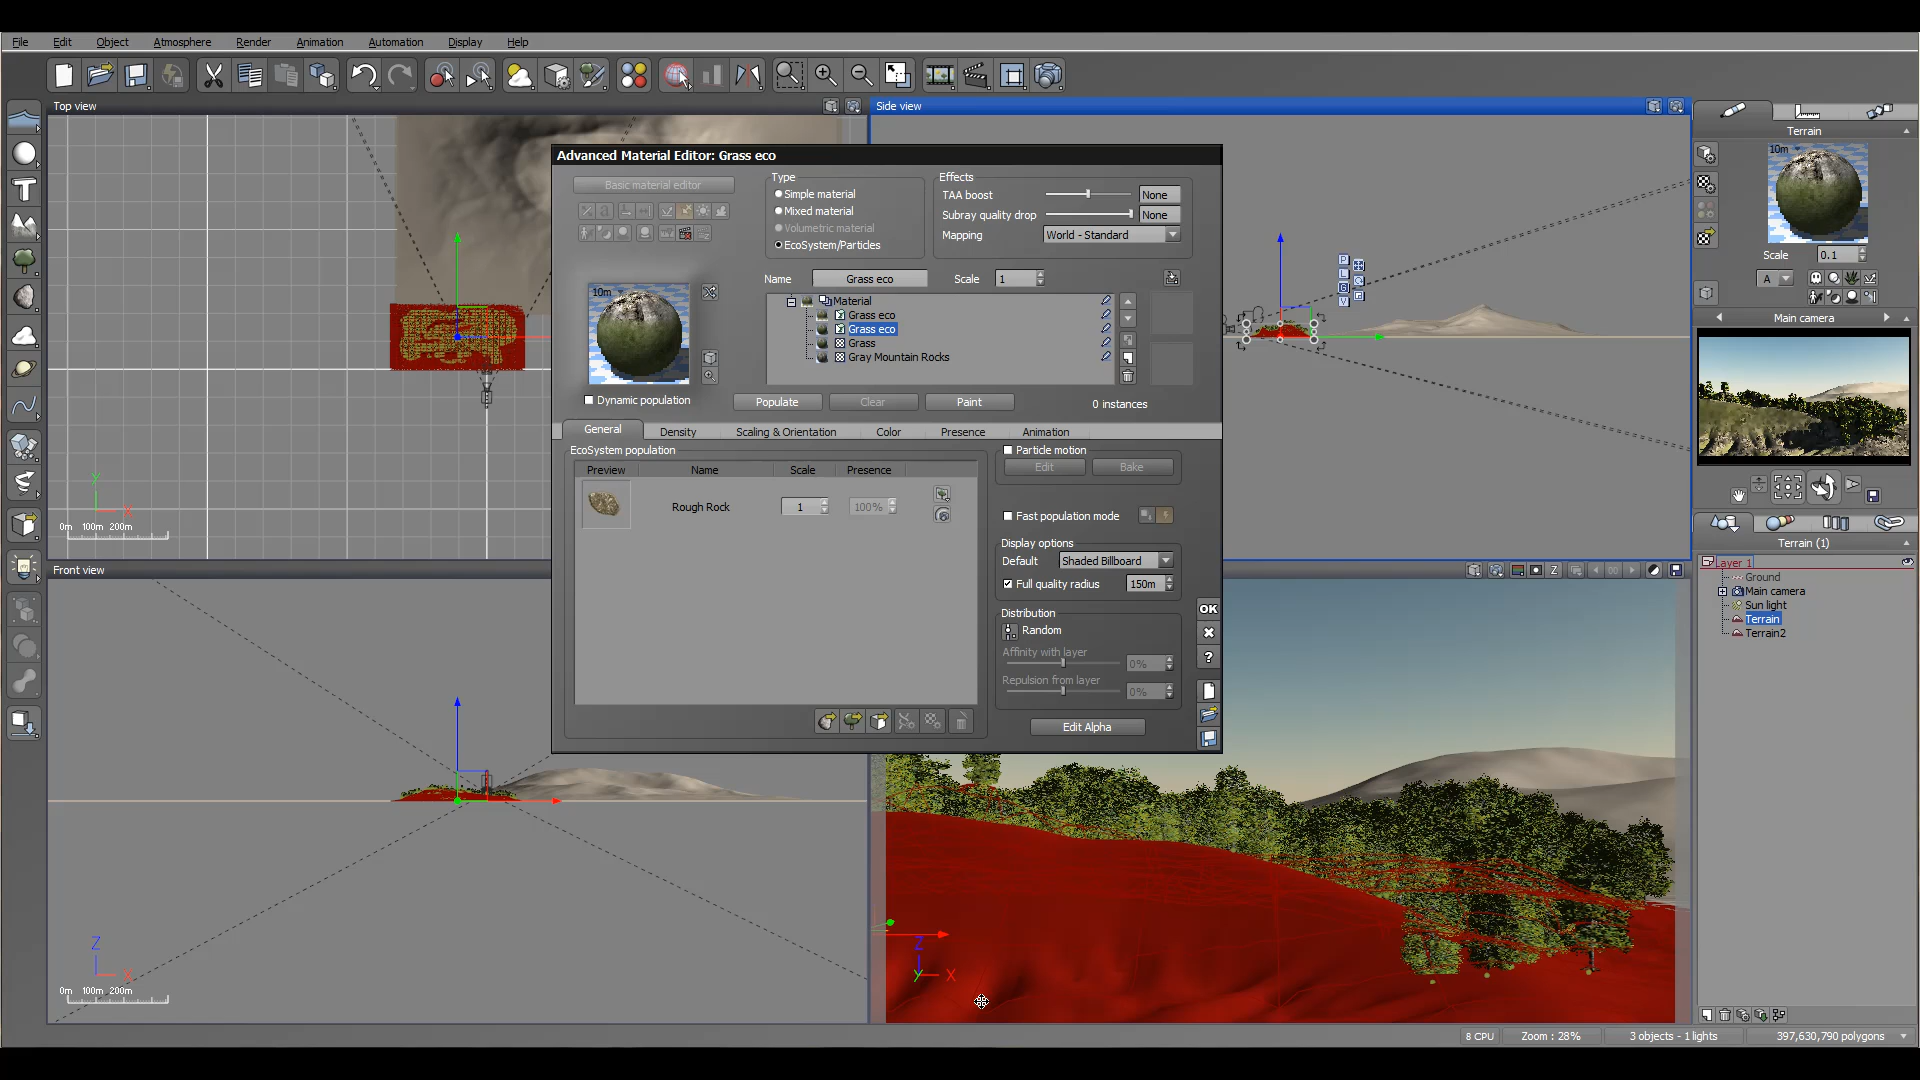 File Edit Object Atmosphere Render Animation Automation Display Help
Top view
Side view
Advanced Material Editor: Grass eco
Basic material editor
Type
Simple material
Mixed material
Volumetric material
EcoSystem/Particles
Effects
TAA boost None
Subray quality drop None
Mapping World - Standard
Name Grass eco Scale 1
10m
Material
Grass eco
Grass eco
Grass
Gray Mountain Rocks
Dynamic population Populate Clear Paint 0 instances
General Density Scaling & Orientation Color Presence Animation
EcoSystem population
Preview Name Scale Presence
Rough Rock 1 100%
Particle motion
Edit Bake
Fast population mode
Display options
Default Shaded Billboard
Full quality radius 150m
Distribution
Random
Affinity with layer
0%
Repulsion from layer
0%
Edit Alpha
OK
?
Terrain
10m
Scale 0.1
A
Main camera
Terrain (1)
Layer 1
Ground
Main camera
Sun light
Terrain
Terrain2
P
L
G
V
Y
X
0m 100m 200m
Front view
Z
Z
X
0m 100m 200m
Z
Y X
8 CPU Zoom : 28% 3 objects - 1 lights 397,630,790 polygons